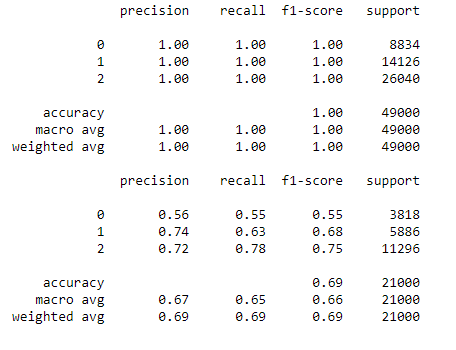 precision recall f1-score support
0 1.00 1.00 1.00 8834
1 1.00 1.00 1.00 14126
2 1.00 1.00 1.00 26040
accuracy 1.00 49000
macro avg 1.00 1.00 1.00 49000
weighted avg 1.00 1.00 1.00 49000
precision recall f1-score support
0 0.56 0.55 0.55 3818
1 0.74 0.63 0.68 5886
2 0.72 0.78 0.75 11296
accuracy 0.69 21000
macro avg 0.67 0.65 0.66 21000
weighted avg 0.69 0.69 0.69 21000